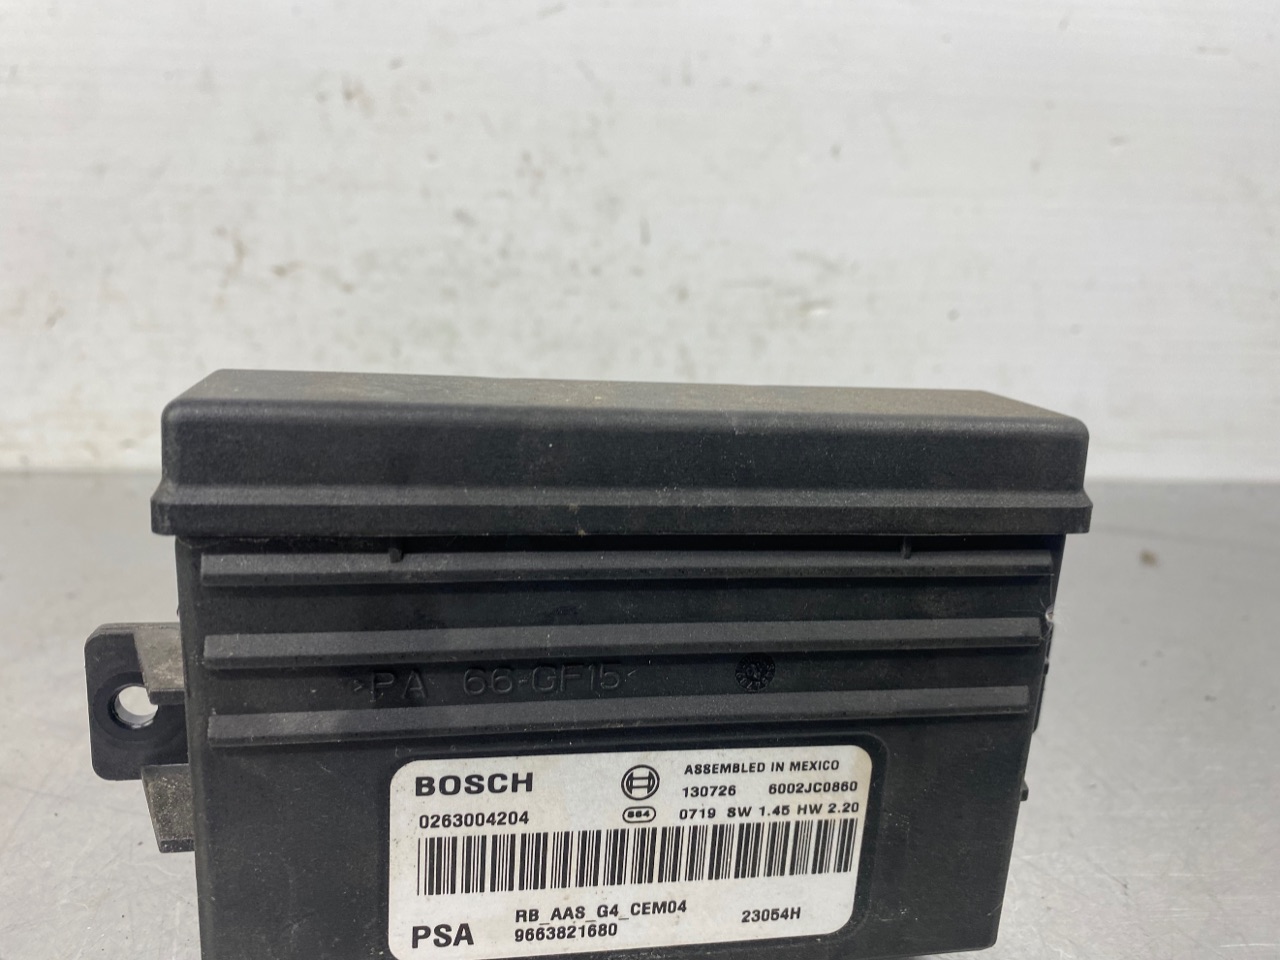 >PA 66-GF15<
BOSCH
ASSEMBLED IN MEXICO
130726 6002JC0860
0263004204
864 0719 SW 1.45 HW 2.20
RB_AAS_G4_CEM04 23054H
PSA 9663821680